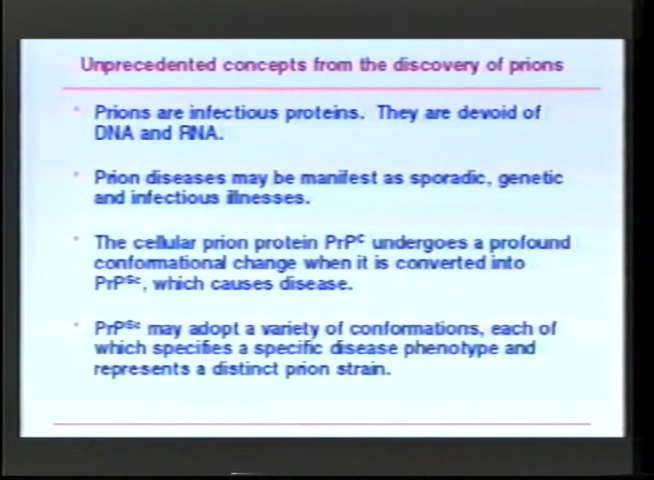 Unprecedented concepts from the discovery of prions
• Prions are infectious proteins. They are devoid of
DNA and RNA.
• Prion diseases may be manifest as sporadic, genetic
and infectious illnesses.
• The cellular prion protein PrPᶜ undergoes a profound
conformational change when it is converted into
PrPˢᶜ, which causes disease.
• PrPˢᶜ may adopt a variety of conformations, each of
which specifies a specific disease phenotype and
represents a distinct prion strain.